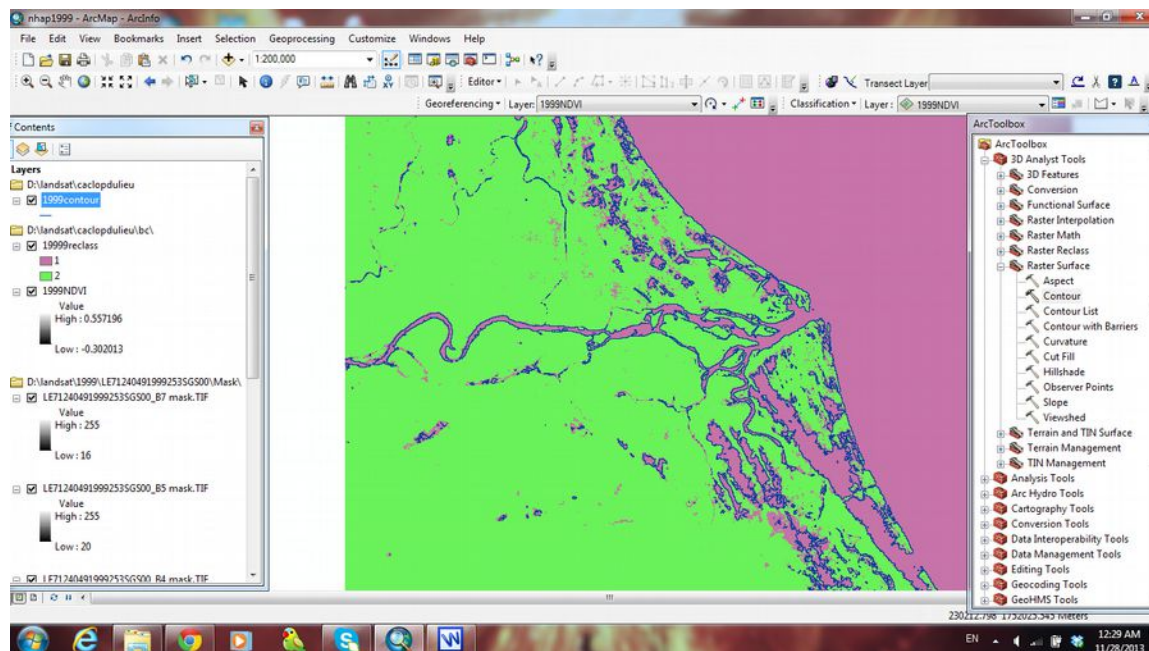 nhap1999 - ArcMap - ArcInfo
File Edit View Bookmarks Insert Selection Geoprocessing Customize Windows Help
1:200,000
Editor Transect Layer
Georeferencing Layer: 1999NDVI Classification Layer: 1999NDVI
f Contents
Layers
D:\landsat\caclopdulieu
1999contour
D:\landsat\caclopdulieu\bc\
19999reclass
1
2
1999NDVI
Value
High : 0.557196
Low : -0.302013
D:\landsat\1999\LE71240491999253SGS00\Mask\
LE71240491999253SGS00_B7 mask.TIF
Value
High : 255
Low : 16
LE71240491999253SGS00_B5 mask.TIF
Value
High : 255
Low : 20
LE71240491999253SGS00_B4 mask.TIF
ArcToolbox
ArcToolbox
3D Analyst Tools
3D Features
Conversion
Functional Surface
Raster Interpolation
Raster Math
Raster Reclass
Raster Surface
Aspect
Contour
Contour List
Contour with Barriers
Curvature
Cut Fill
Hillshade
Observer Points
Slope
Viewshed
Terrain and TIN Surface
Terrain Management
TIN Management
Analysis Tools
Arc Hydro Tools
Cartography Tools
Conversion Tools
Data Interoperability Tools
Data Management Tools
Editing Tools
Geocoding Tools
GeoHMS Tools
230212.798 1752025.345 Meters
EN 12:29 AM
11/28/2013